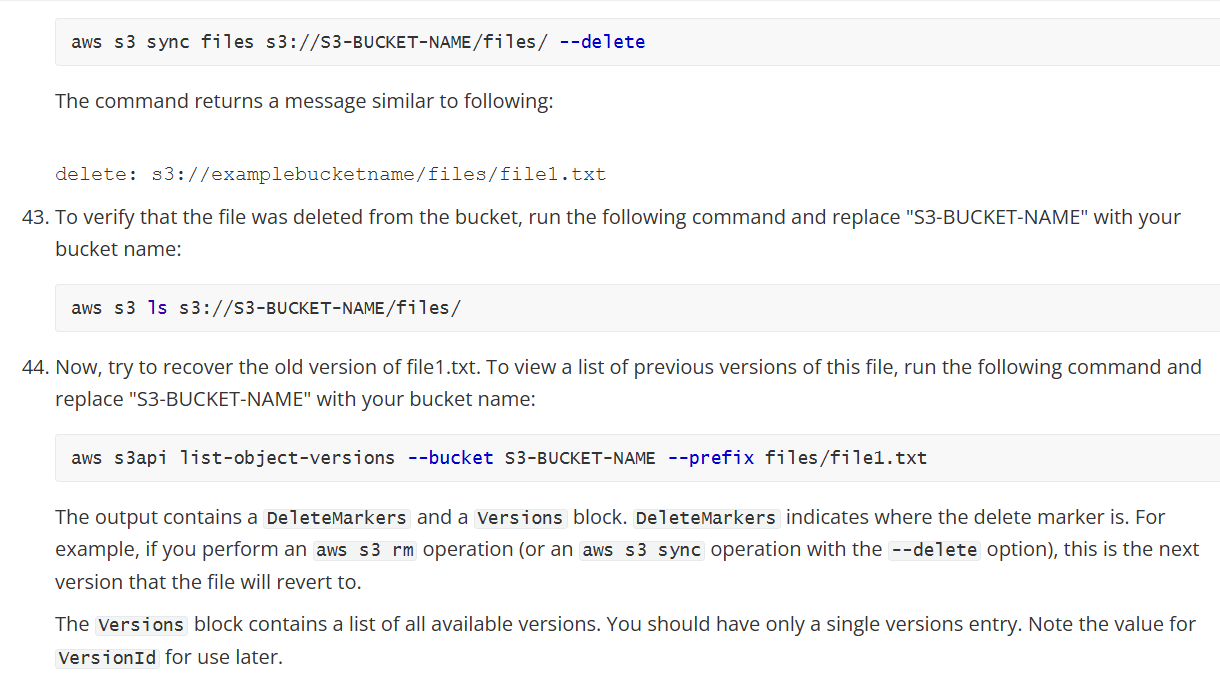 aws s3 sync files s3://S3-BUCKET-NAME/files/ --delete
The command returns a message similar to following:
delete: s3://examplebucketname/files/file1.txt
43. To verify that the file was deleted from the bucket, run the following command and replace "S3-BUCKET-NAME" with your
bucket name:
aws s3 ls s3://S3-BUCKET-NAME/files/
44. Now, try to recover the old version of file1.txt. To view a list of previous versions of this file, run the following command and
replace "S3-BUCKET-NAME" with your bucket name:
aws s3api list-object-versions --bucket S3-BUCKET-NAME --prefix files/file1.txt
The output contains a DeleteMarkers and a Versions block. DeleteMarkers indicates where the delete marker is. For
example, if you perform an aws s3 rm operation (or an aws s3 sync operation with the --delete option), this is the next
version that the file will revert to.
The Versions block contains a list of all available versions. You should have only a single versions entry. Note the value for
VersionId for use later.